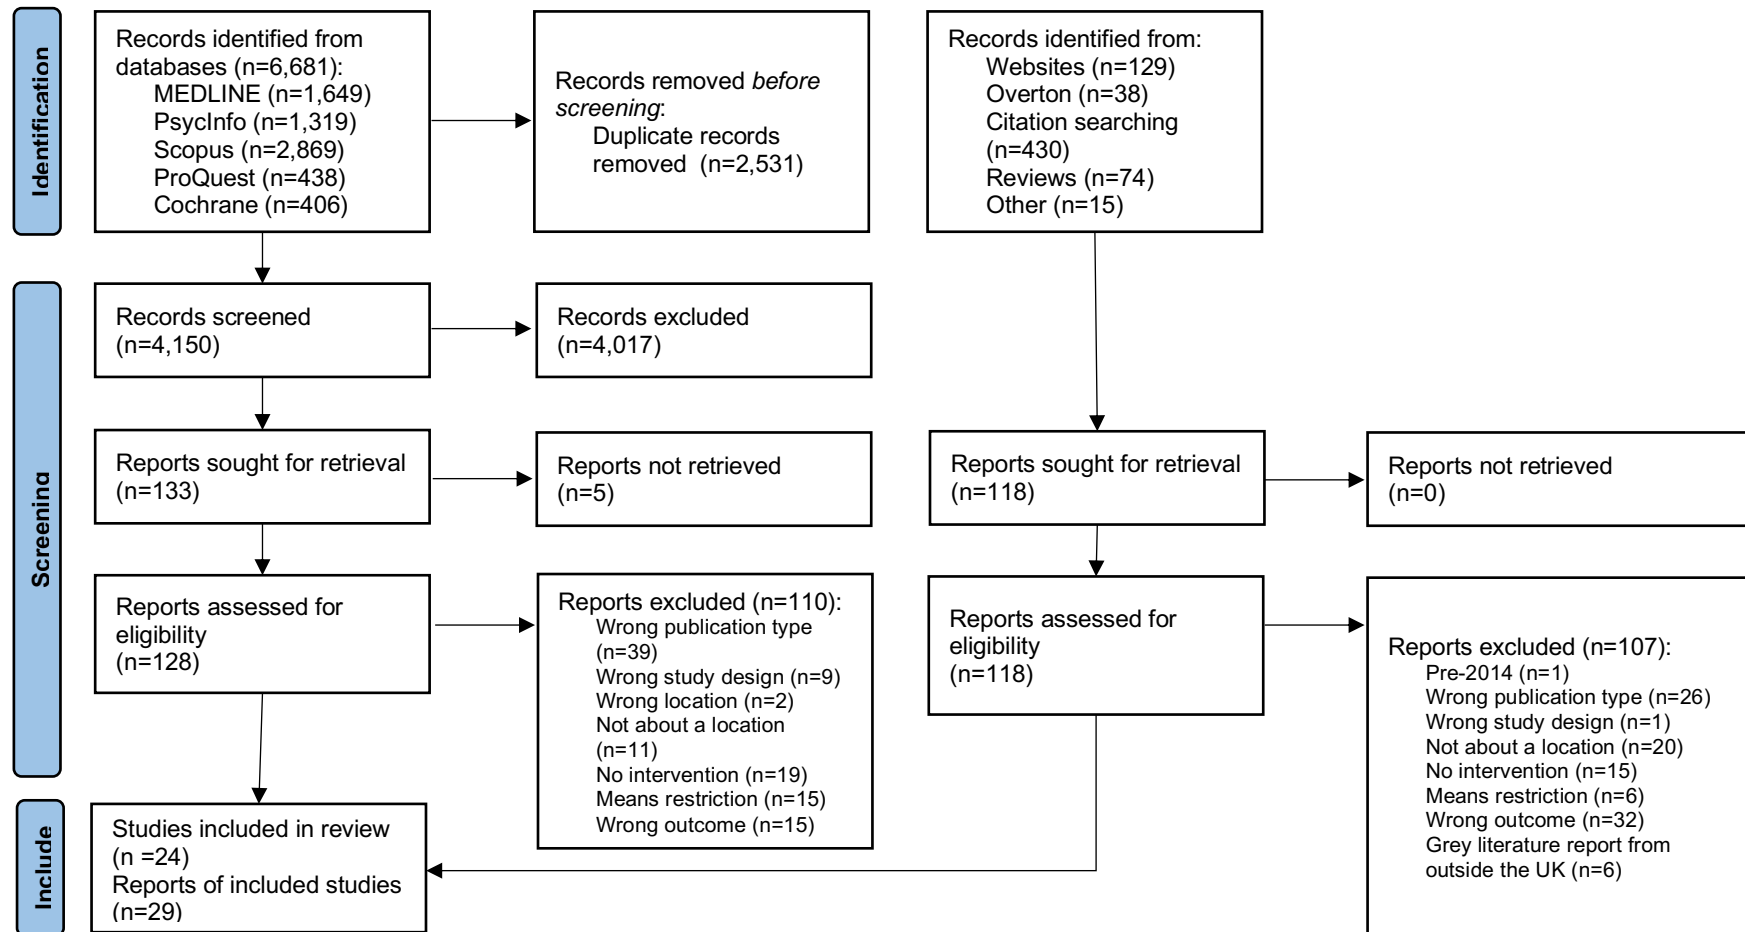 Identification
Records identified from
databases (n=6,681):
MEDLINE (n=1,649)
PsycInfo (n=1,319)
Scopus (n=2,869)
ProQuest (n=438)
Cochrane (n=406)
Records removed before
screening:
Duplicate records
removed  (n=2,531)
Records identified from:
Websites (n=129)
Overton (n=38)
Citation searching
(n=430)
Reviews (n=74)
Other (n=15)
Screening
Records screened
(n=4,150)
Records excluded
(n=4,017)
Reports sought for retrieval
(n=133)
Reports not retrieved
(n=5)
Reports sought for retrieval
(n=118)
Reports not retrieved
(n=0)
Reports assessed for
eligibility
(n=128)
Reports excluded (n=110):
Wrong publication type
(n=39)
Wrong study design (n=9)
Wrong location (n=2)
Not about a location
(n=11)
No intervention (n=19)
Means restriction (n=15)
Wrong outcome (n=15)
Reports assessed for
eligibility
(n=118)
Reports excluded (n=107):
Pre-2014 (n=1)
Wrong publication type (n=26)
Wrong study design (n=1)
Not about a location (n=20)
No intervention (n=15)
Means restriction (n=6)
Wrong outcome (n=32)
Grey literature report from
outside the UK (n=6)
Include
Studies included in review
(n =24)
Reports of included studies
(n=29)